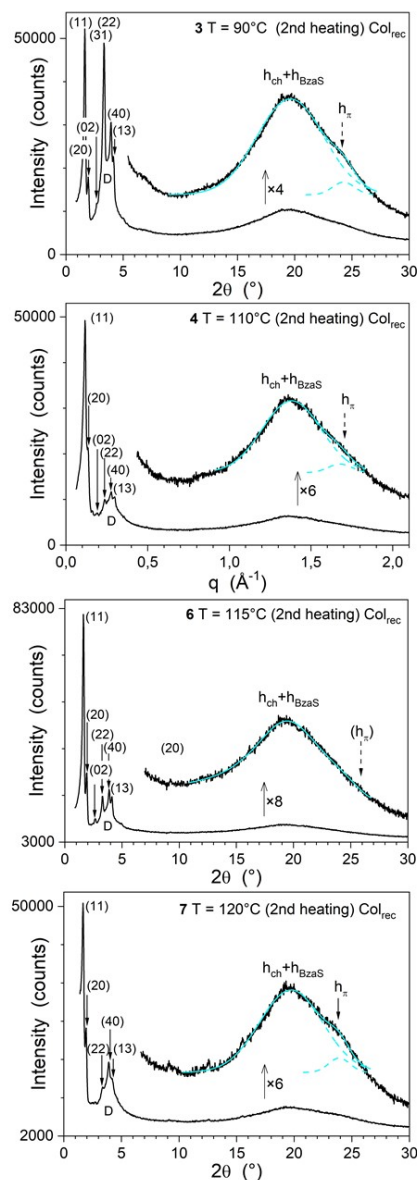 3 T = 90°C (2nd heating) Col_rec
(11)
(22)
(31)
(02)
(20)
(40)
(13)
D
h_ch+h_BzaS
h_π
×4
50000
0
Intensity (counts)
0 5 10 15 20 25 30
2θ (°)
4 T = 110°C (2nd heating) Col_rec
(11)
(20)
(02)
(22)
(40)
(13)
D
h_ch+h_BzaS
h_π
×6
50000
0
Intensity (counts)
0,0 0,5 1,0 1,5 2,0
q (Å⁻¹)
6 T = 115°C (2nd heating) Col_rec
(11)
(20)
(22)
(40)
(02)
(13)
D
(20)
h_ch+h_BzaS
(h_π)
×8
83000
3000
Intensity (counts)
0 5 10 15 20 25 30
2θ (°)
7 T = 120°C (2nd heating) Col_rec
(11)
(20)
(40)
(22)
(13)
D
h_ch+h_BzaS
h_π
×6
50000
2000
Intensity (counts)
0 5 10 15 20 25 30
2θ (°)